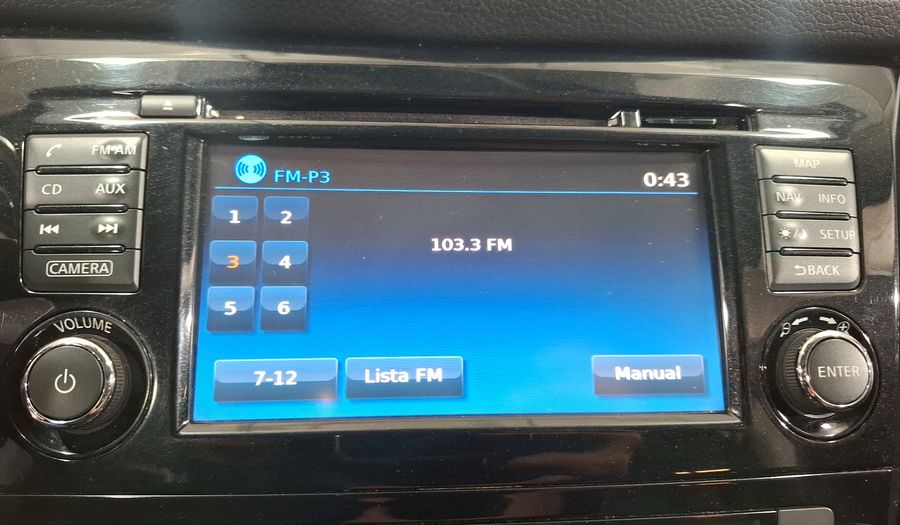 FM-AM
CD AUX
CAMERA
VOLUME
FM-P3
0:43
1 2
3 4
5 6
103.3 FM
7-12
Lista FM
Manual
MAP
NAV INFO
SETUP
BACK
ENTER